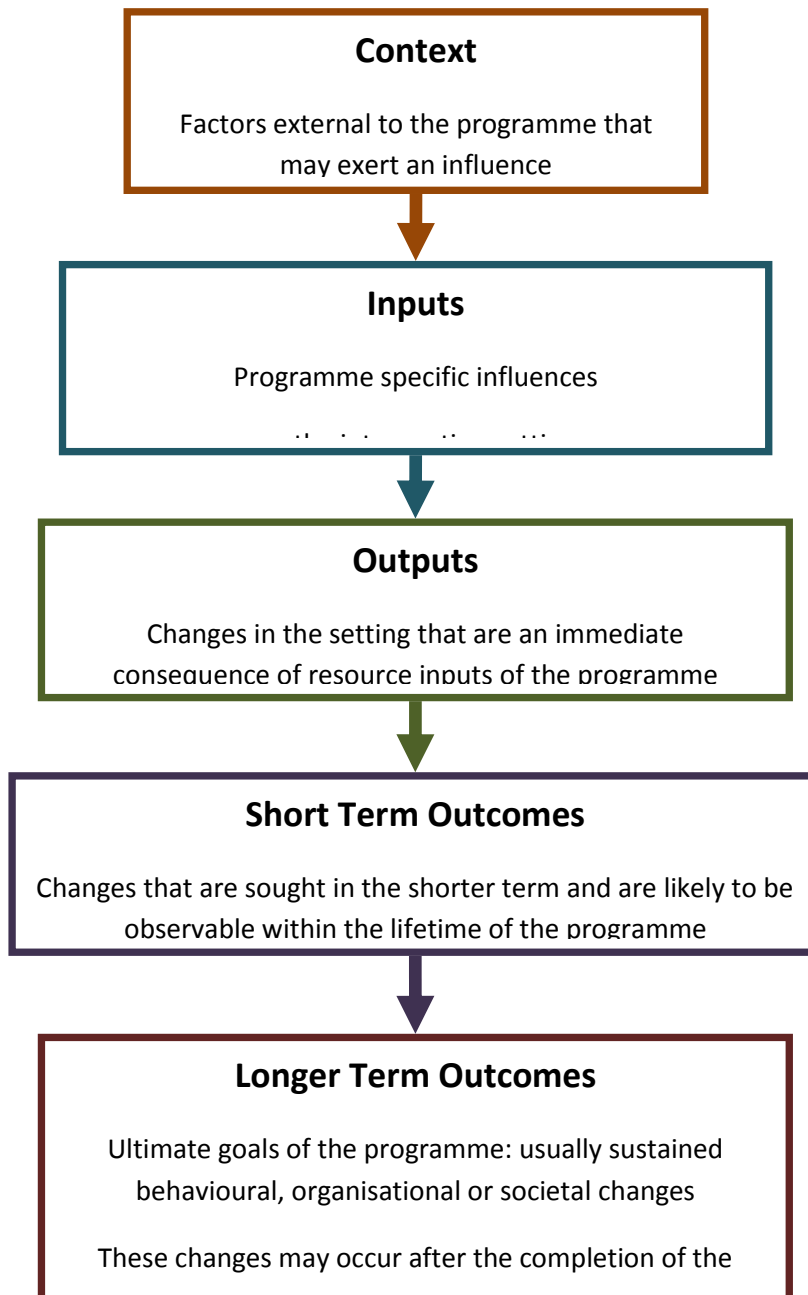 Context
Factors external to the programme that
may exert an influence
Inputs
Programme specific influences
Outputs
Changes in the setting that are an immediate
consequence of resource inputs of the programme
Short Term Outcomes
Changes that are sought in the shorter term and are likely to be
observable within the lifetime of the programme
Longer Term Outcomes
Ultimate goals of the programme: usually sustained
behavioural, organisational or societal changes
These changes may occur after the completion of the